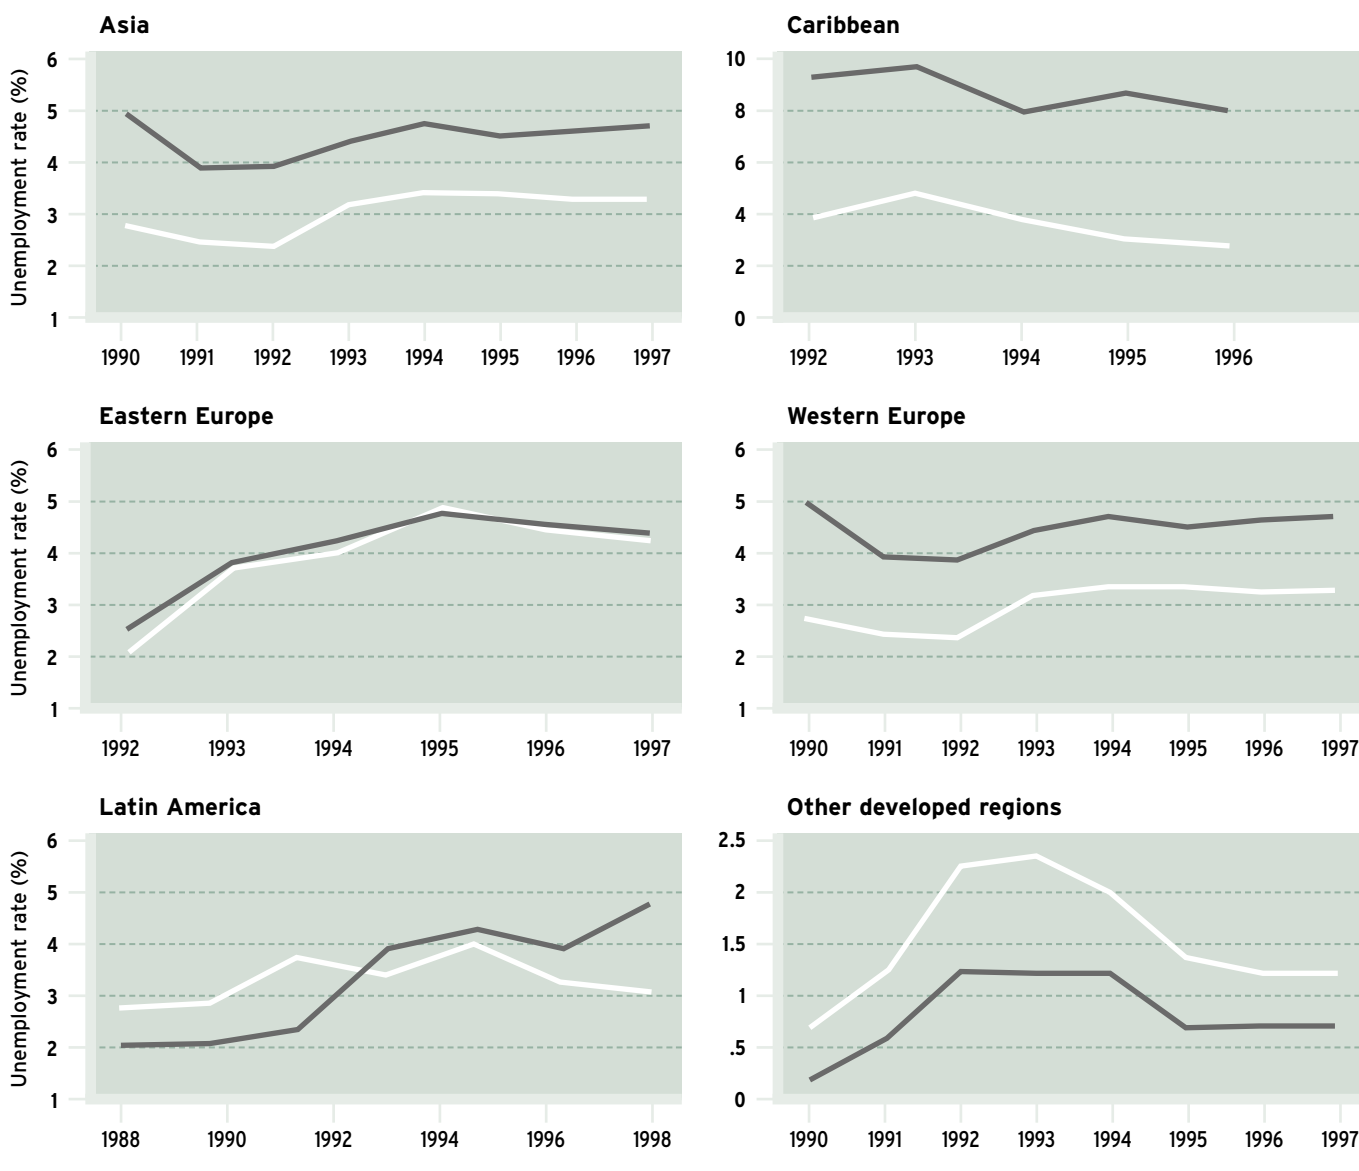 Asia
Caribbean
Unemployment rate (%)
6
5
4
3
2
1
1990 1991 1992 1993 1994 1995 1996 1997
10
8
6
4
2
0
1992 1993 1994 1995 1996
Eastern Europe
Western Europe
Unemployment rate (%)
6
5
4
3
2
1
1992 1993 1994 1995 1996 1997
6
5
4
3
2
1
1990 1991 1992 1993 1994 1995 1996 1997
Latin America
Other developed regions
Unemployment rate (%)
6
5
4
3
2
1
1988 1990 1992 1994 1996 1998
2.5
2
1.5
1
.5
0
1990 1991 1992 1993 1994 1995 1996 1997